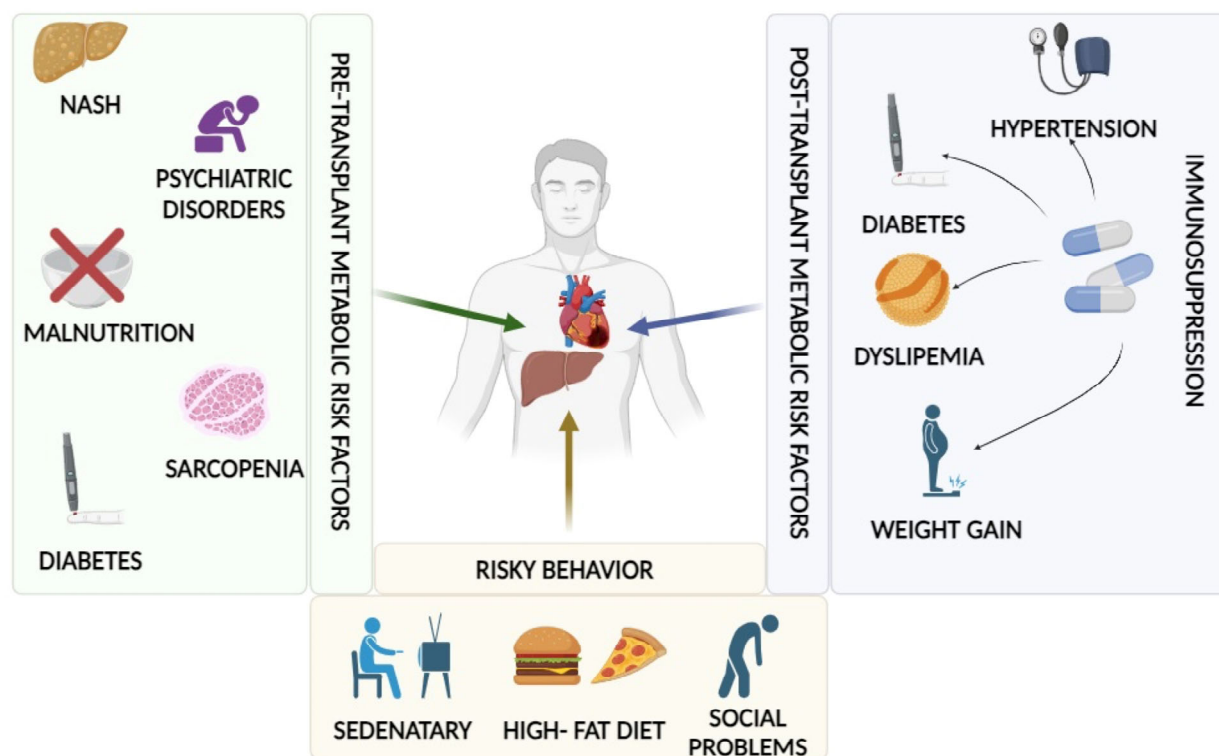 NASH
PSYCHIATRIC
DISORDERS
MALNUTRITION
SARCOPENIA
DIABETES
PRE-TRANSPLANT METABOLIC RISK FACTORS
POST-TRANSPLANT METABOLIC RISK FACTORS
HYPERTENSION
DIABETES
DYSLIPEMIA
WEIGHT GAIN
IMMUNOSUPPRESSION
RISKY BEHAVIOR
SEDENATARY
HIGH- FAT DIET
SOCIAL
PROBLEMS